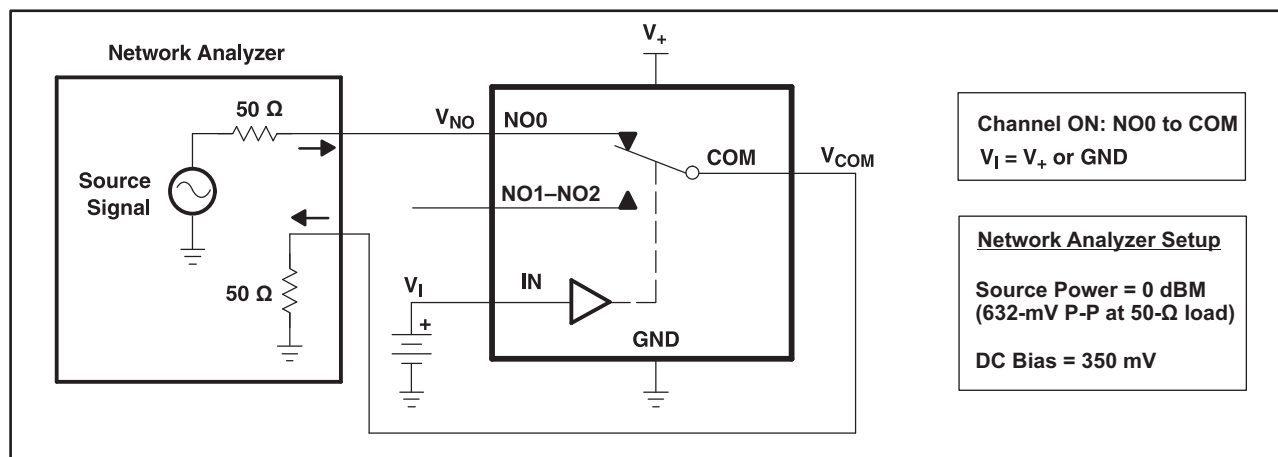 Network Analyzer
50 Ω
Source
Signal
50 Ω
V+
VNO
NO0
COM
VCOM
NO1–NO2
VI
IN
+
GND
Channel ON: NO0 to COM
VI = V+ or GND
Network Analyzer Setup
Source Power = 0 dBM
(632-mV P-P at 50-Ω load)
DC Bias = 350 mV